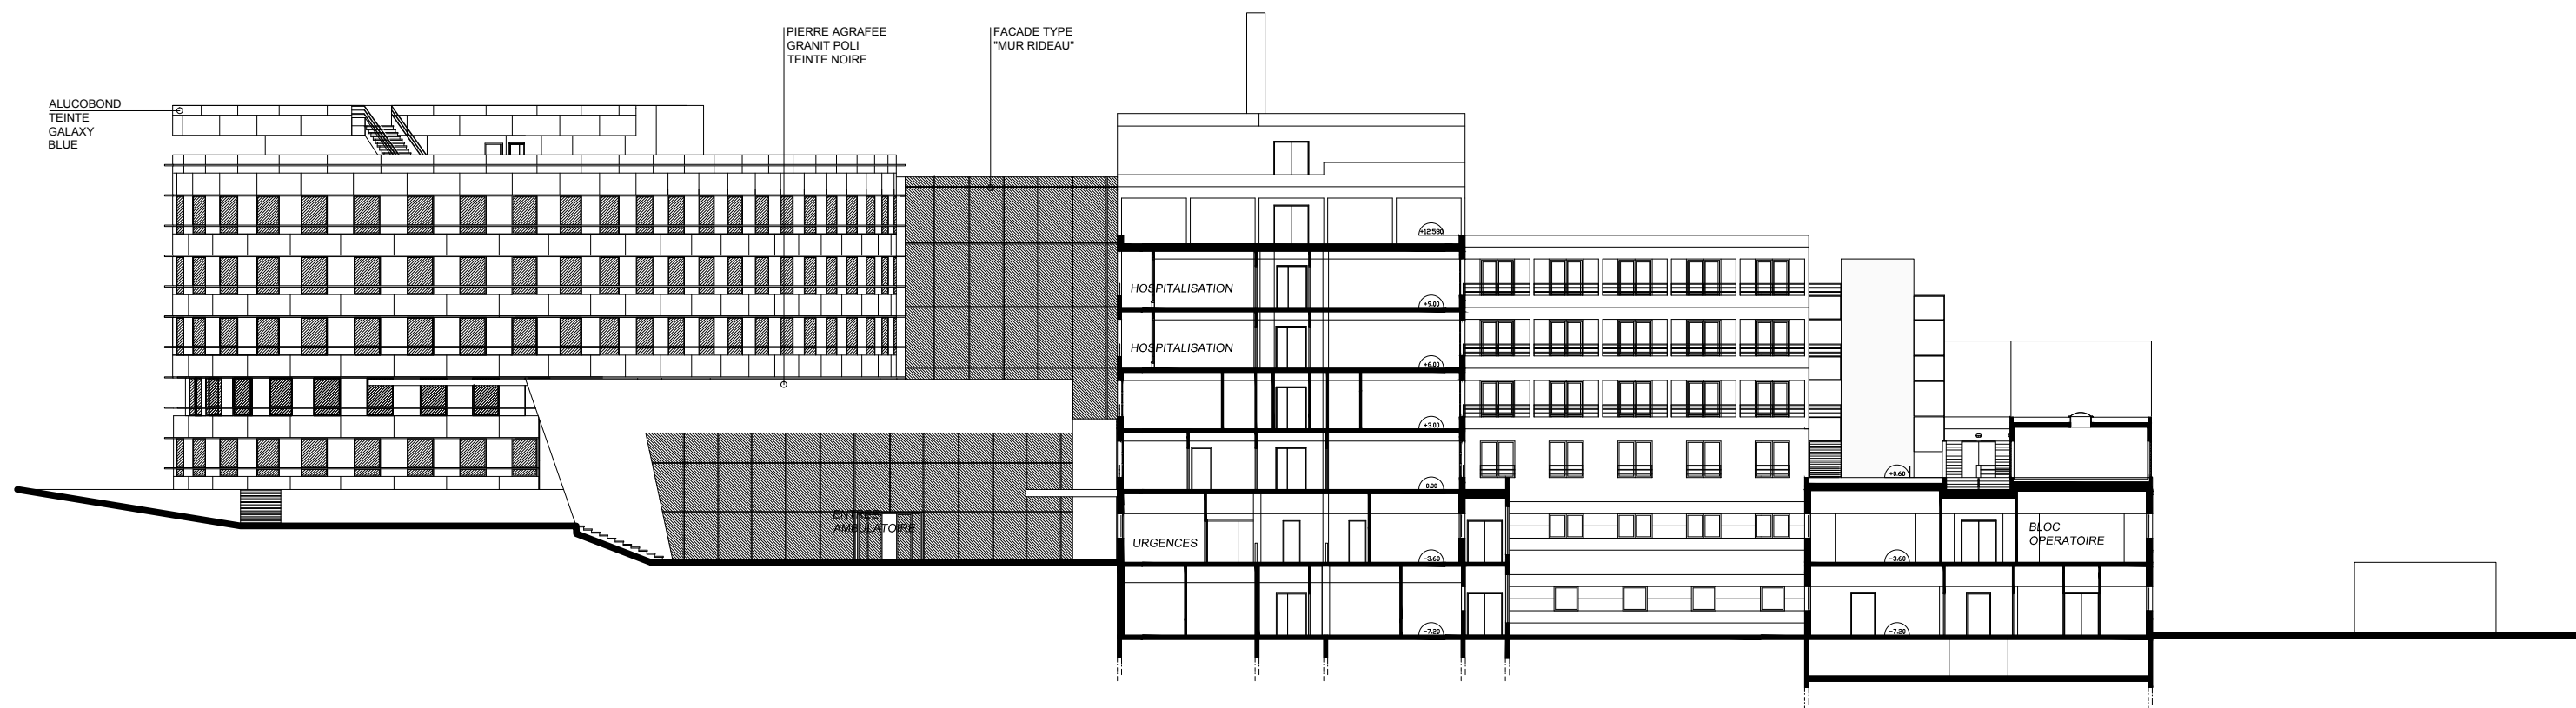 PIERRE AGRAFEE
GRANIT POLI
TEINTE NOIRE
FACADE TYPE
"MUR RIDEAU"
ALUCOBOND
TEINTE
GALAXY
BLUE
+12.580
HOSPITALISATION
+9.00
HOSPITALISATION
+6.00
+3.00
+0.60
0.00
ENTREE
AMBULATOIRE
URGENCES
BLOC
OPERATOIRE
-3.60
-3.60
-7.20
-7.20